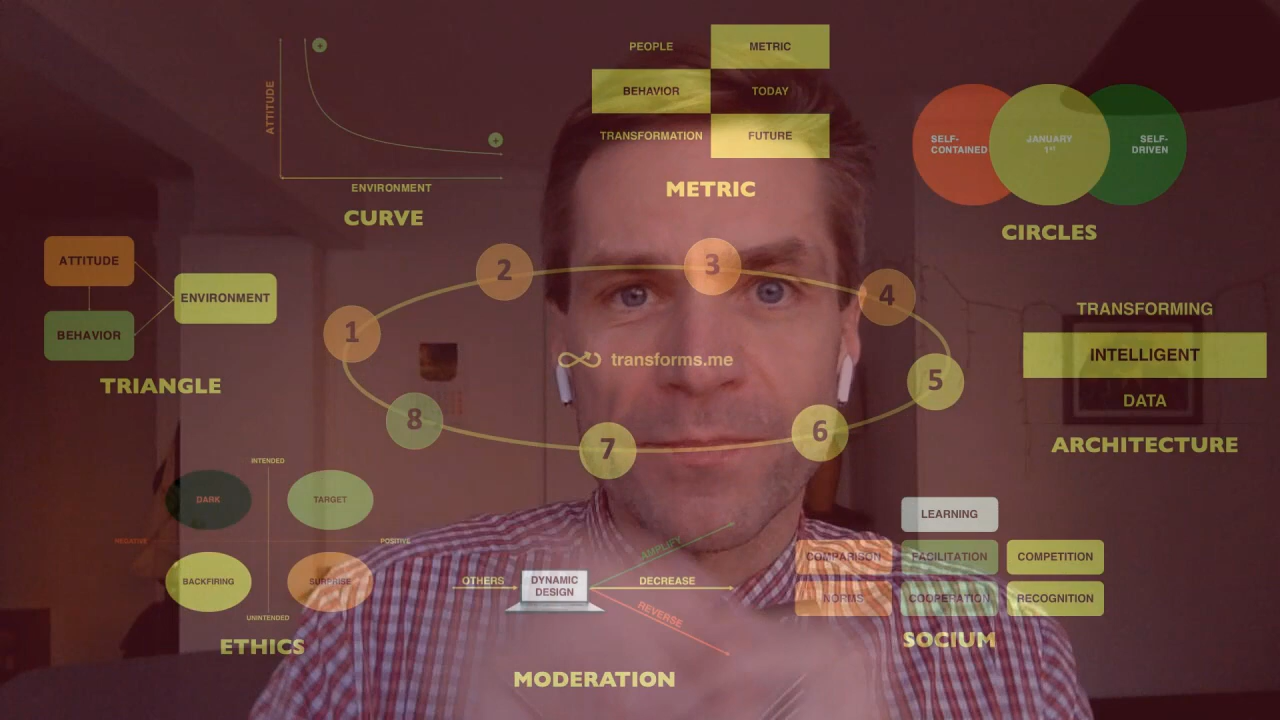 ATTITUDE
ENVIRONMENT
CURVE
PEOPLE
METRIC
BEHAVIOR
TODAY
TRANSFORMATION
FUTURE
METRIC
SELF-
CONTAINED
JANUARY
1st
SELF-
DRIVEN
CIRCLES
ATTITUDE
ENVIRONMENT
BEHAVIOR
TRIANGLE
1
2
3
4
5
6
7
8
transforms.me
TRANSFORMING
INTELLIGENT
DATA
ARCHITECTURE
INTENDED
DARK
TARGET
NEGATIVE
POSITIVE
BACKFIRING
SURPRISE
UNINTENDED
ETHICS
OTHERS
DYNAMIC
DESIGN
AMPLIFY
DECREASE
REVERSE
MODERATION
LEARNING
COMPARISON
FACILITATION
COMPETITION
NORMS
COOPERATION
RECOGNITION
SOCIUM